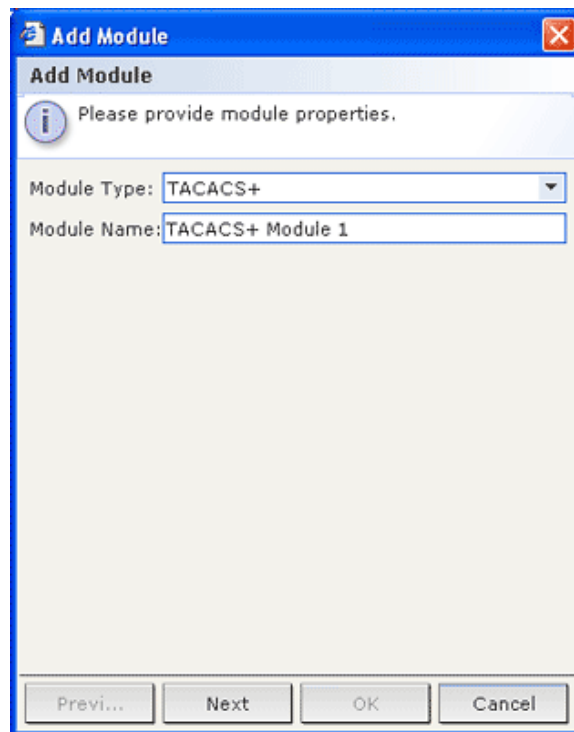 Add Module
Add Module
Please provide module properties.
Module Type: TACACS+
Module Name: TACACS+ Module 1
Previ... Next OK Cancel